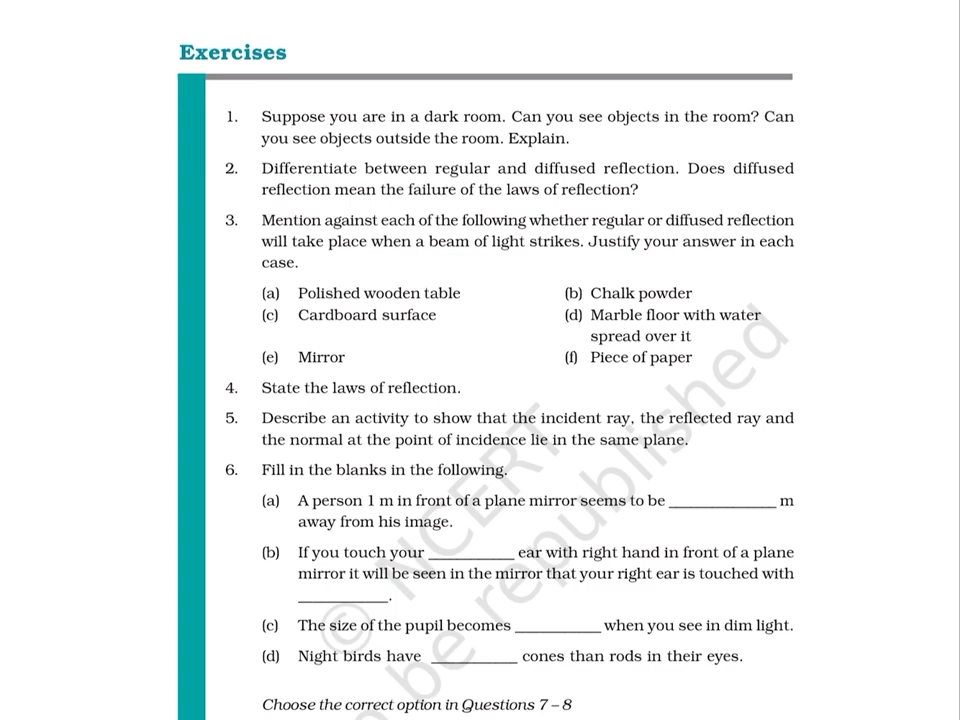 Exercises
1. Suppose you are in a dark room. Can you see objects in the room? Can
you see objects outside the room. Explain.
2. Differentiate between regular and diffused reflection. Does diffused
reflection mean the failure of the laws of reflection?
3. Mention against each of the following whether regular or diffused reflection
will take place when a beam of light strikes. Justify your answer in each
case.
(a) Polished wooden table (b) Chalk powder
(c) Cardboard surface (d) Marble floor with water
spread over it
(e) Mirror (f) Piece of paper
4. State the laws of reflection.
5. Describe an activity to show that the incident ray, the reflected ray and
the normal at the point of incidence lie in the same plane.
6. Fill in the blanks in the following.
(a) A person 1 m in front of a plane mirror seems to be _______________ m
away from his image.
(b) If you touch your ____________ ear with right hand in front of a plane
mirror it will be seen in the mirror that your right ear is touched with
____________.
(c) The size of the pupil becomes ____________ when you see in dim light.
(d) Night birds have ____________ cones than rods in their eyes.
Choose the correct option in Questions 7 – 8
© NCERT
be republished